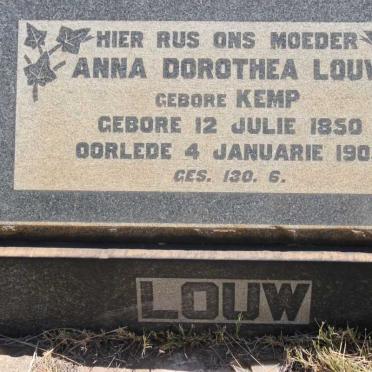 HIER RUS ONS MOEDER
ANNA DOROTHEA LOUW
GEBORE KEMP
GEBORE 12 JULIE 1850
OORLEDE 4 JANUARIE
GES. 130. 6.
LOUW